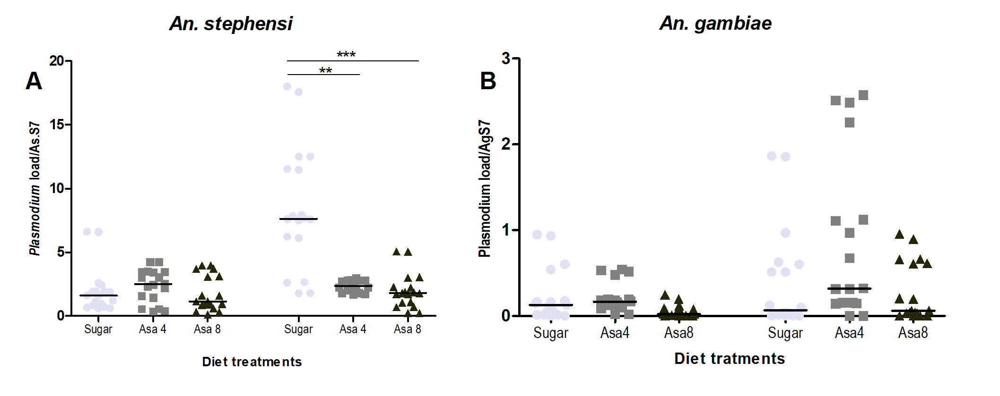 An. stephensi
An. gambiae
A
B
***
**
20
15
10
5
0
Plasmodium load/As.S7
Sugar
Asa 4
Asa 8
Sugar
Asa 4
Asa 8
Diet treatments
3
2
1
0
Plasmodium load/AgS7
Sugar
Asa4
Asa8
Sugar
Asa4
Asa8
Diet tratments